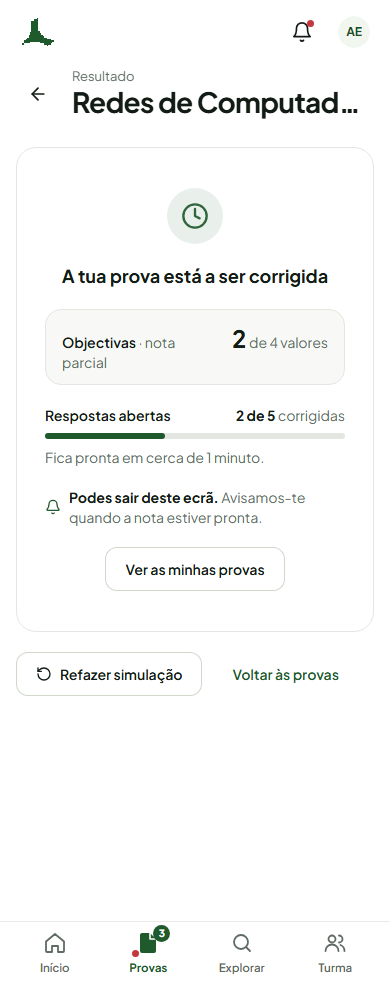 AE
Resultado
Redes de Computad...
A tua prova está a ser corrigida
Objectivas · nota parcial
2 de 4 valores
Respostas abertas
2 de 5 corrigidas
Fica pronta em cerca de 1 minuto.
Podes sair deste ecrã. Avisamos-te
quando a nota estiver pronta.
Ver as minhas provas
Refazer simulação
Voltar às provas
3
Início
Provas
Explorar
Turma